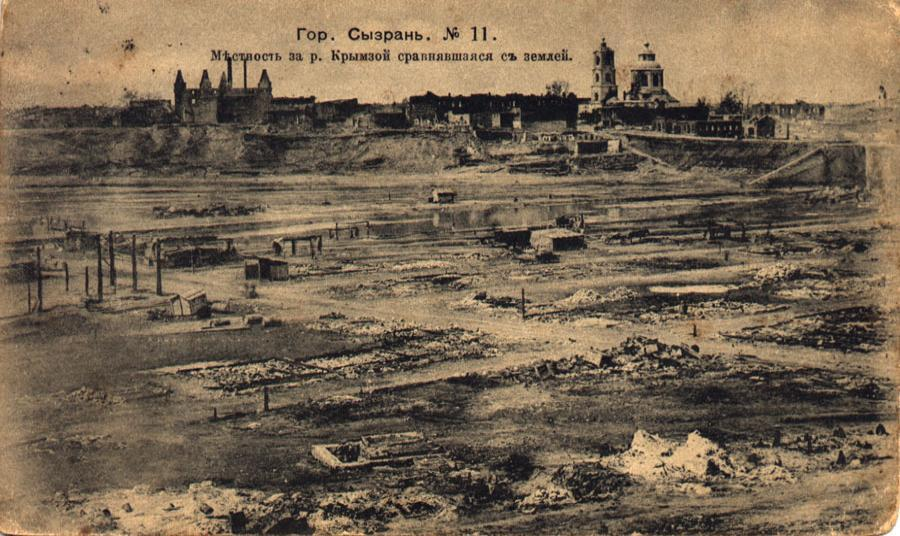 Гор. Сызрань. № 11.
Мѣстность за р. Крымзой сравнявшаяся съ землей.